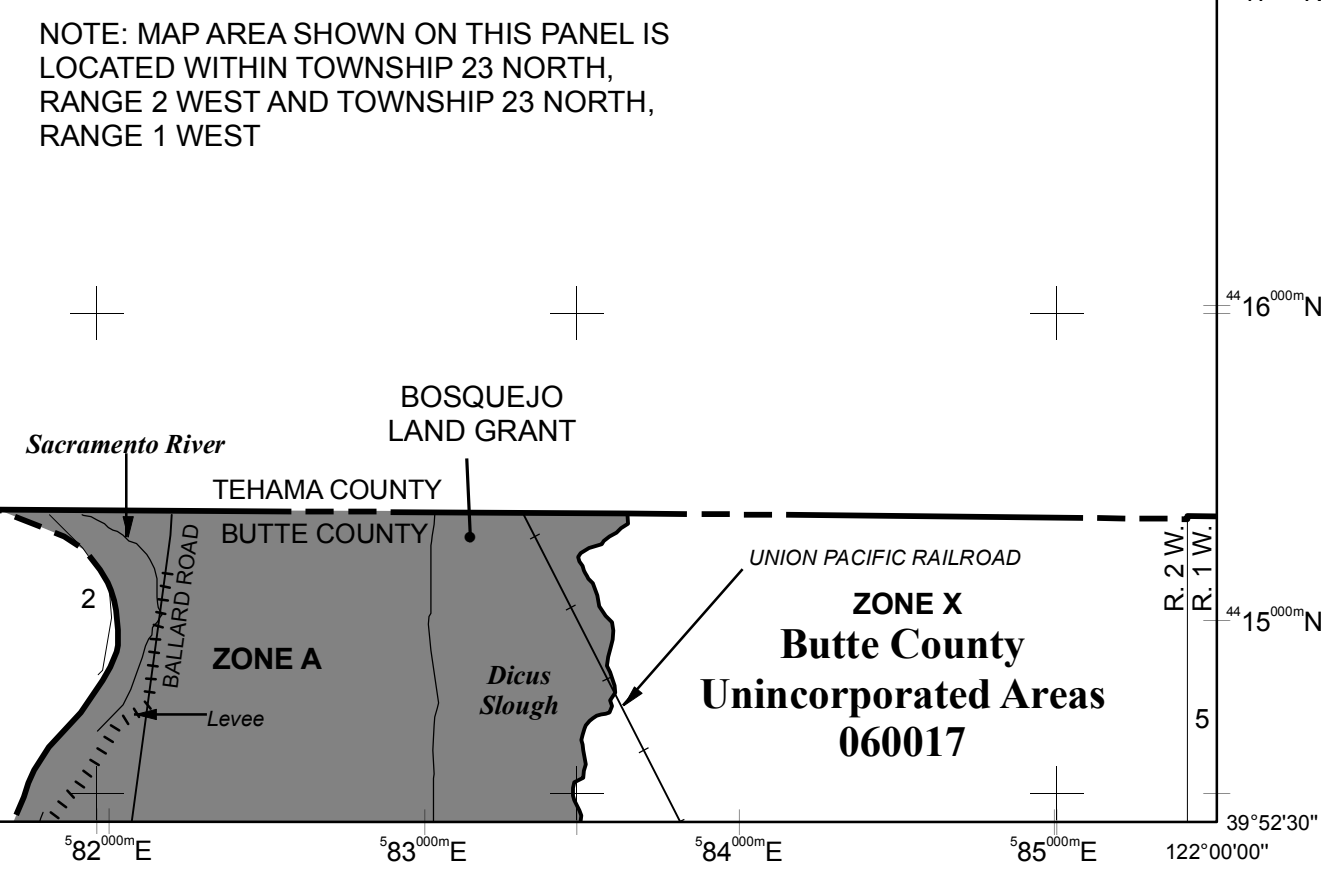 NOTE: MAP AREA SHOWN ON THIS PANEL IS
LOCATED WITHIN TOWNSHIP 23 NORTH,
RANGE 2 WEST AND TOWNSHIP 23 NORTH,
RANGE 1 WEST
4416000mN
BOSQUEJO
LAND GRANT
Sacramento River
TEHAMA COUNTY
BUTTE COUNTY
BALLARD ROAD
UNION PACIFIC RAILROAD
R. 2 W.
R. 1 W.
2
ZONE A
ZONE X
Butte County
Unincorporated Areas
060017
4415000mN
Dicus
Slough
Levee
5
39°52'30"
582000mE
583000mE
584000mE
585000mE
122°00'00"